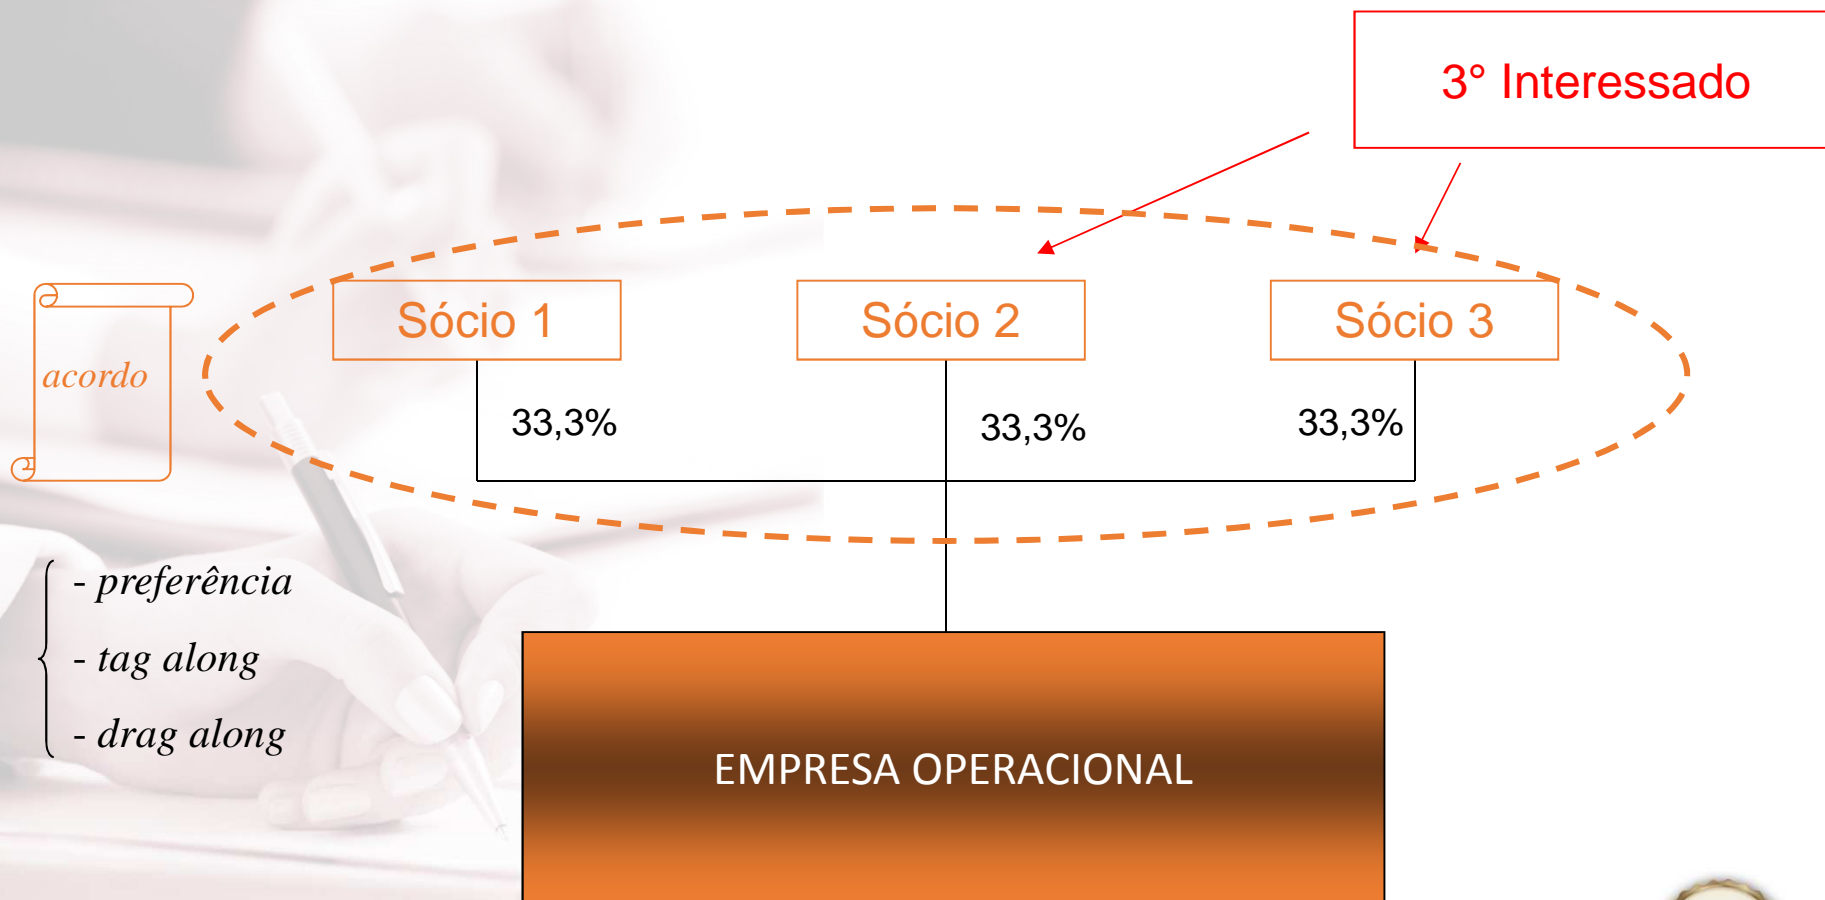 3° Interessado
Sócio 1
Sócio 2
Sócio 3
acordo
33,3%
33,3%
33,3%
- preferência
- tag along
- drag along
EMPRESA OPERACIONAL